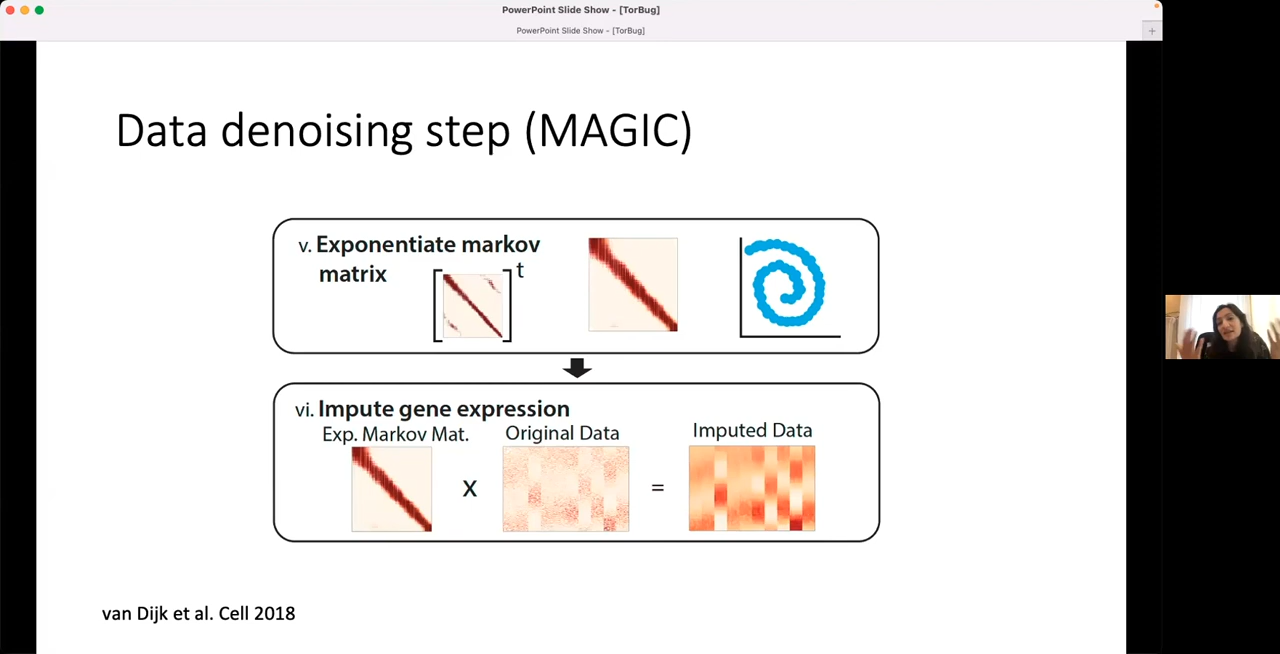 PowerPoint Slide Show - [TorBug]
PowerPoint Slide Show - [TorBug]
Data denoising step (MAGIC)
v. Exponentiate markov
matrix
t
vi. Impute gene expression
Exp. Markov Mat.
Original Data
Imputed Data
X
=
van Dijk et al. Cell 2018